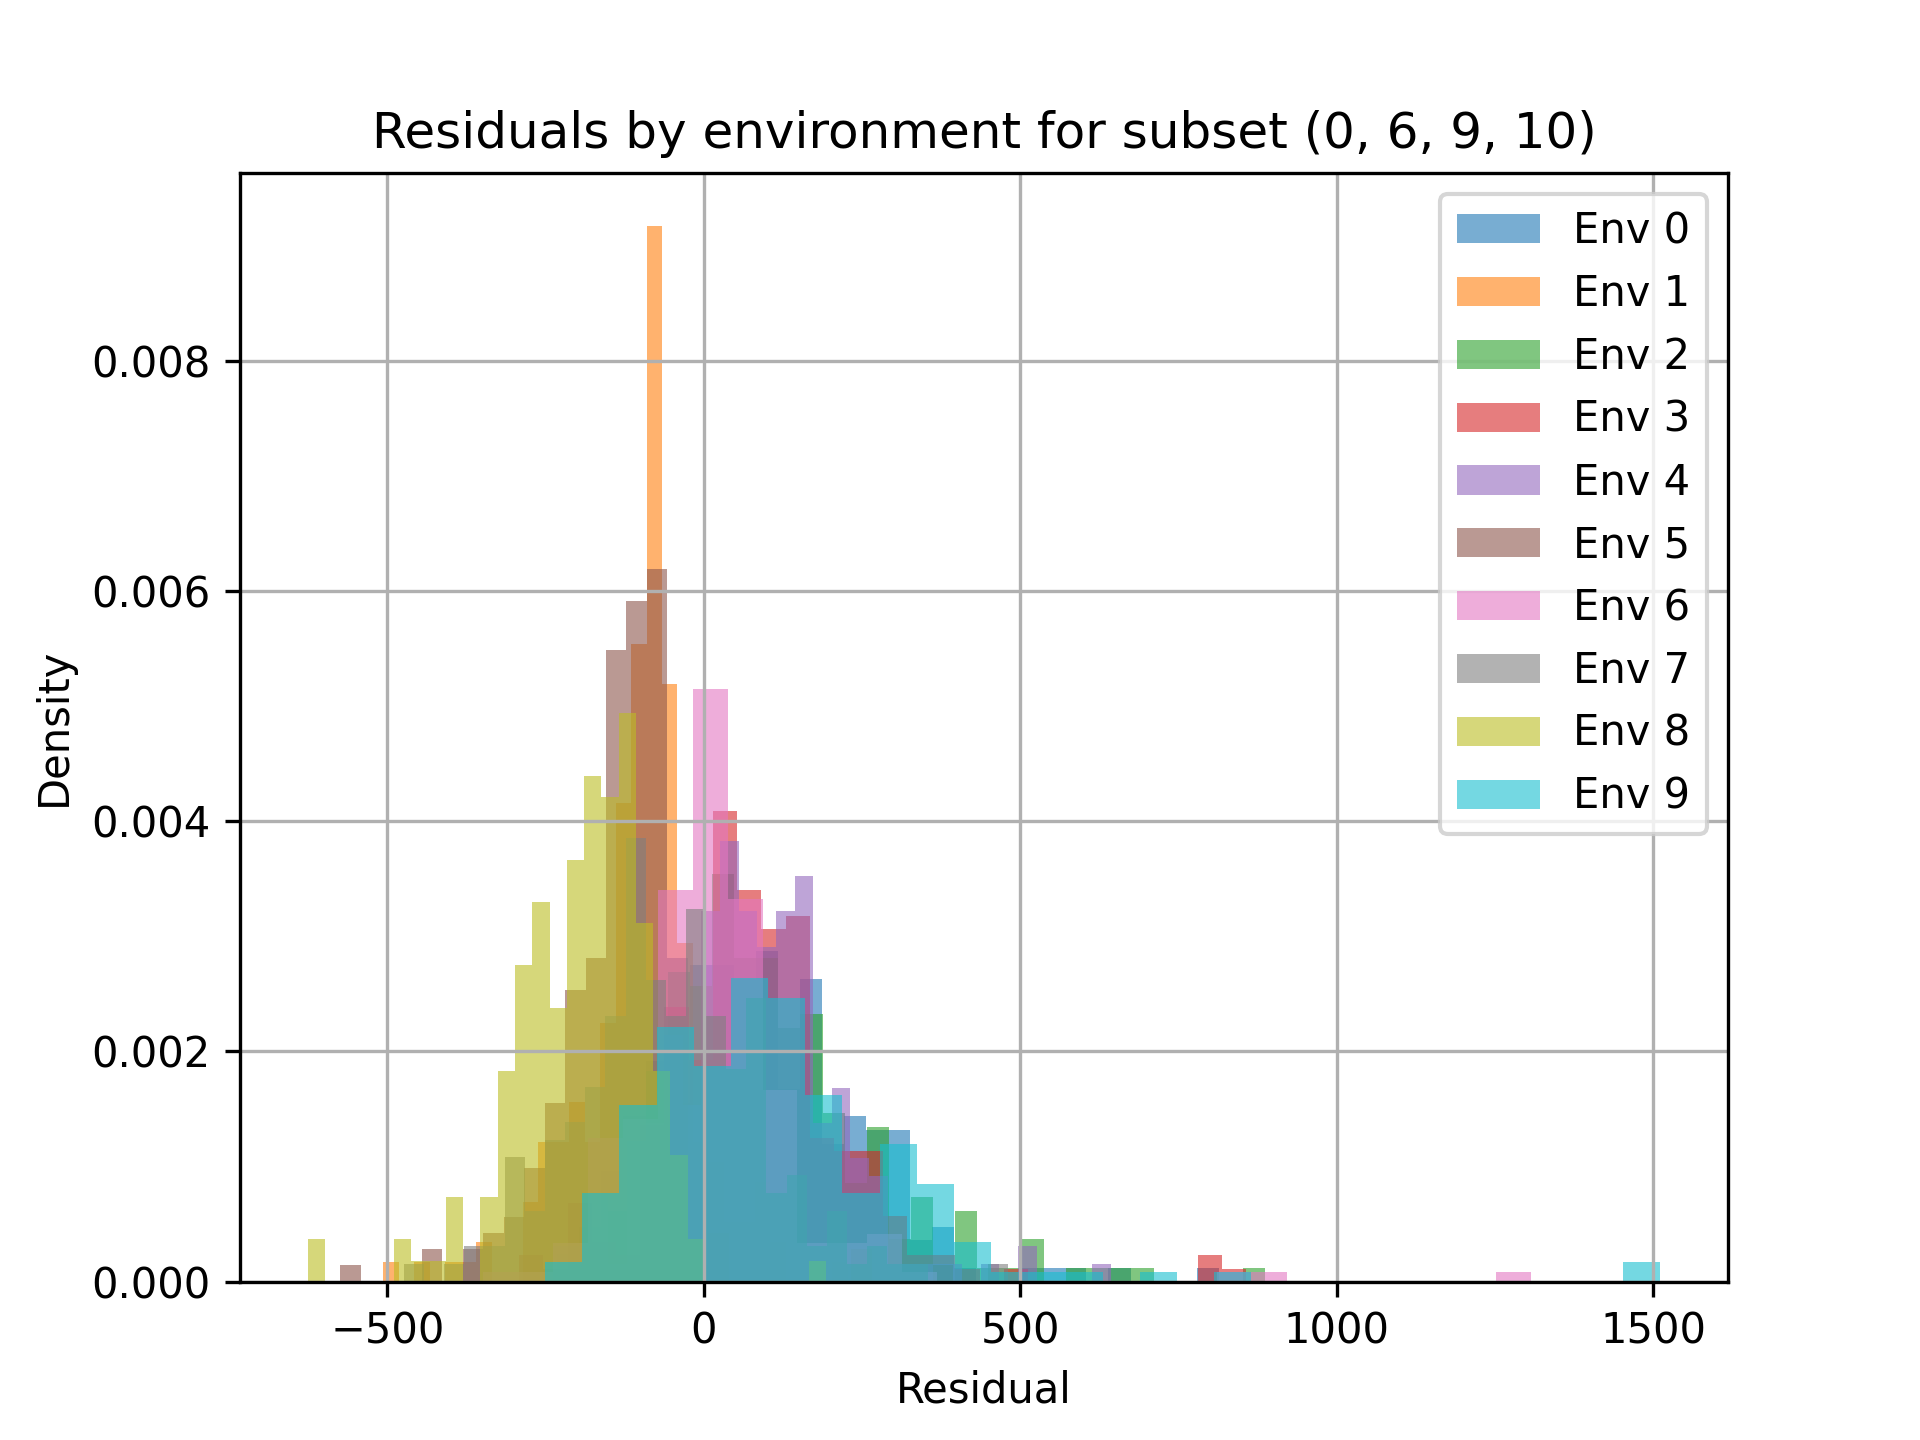 Residuals by environment for subset (0, 6, 9, 10)
Env 0
Env 1
Env 2
Env 3
Env 4
Env 5
Env 6
Env 7
Env 8
Env 9
0.008
0.006
0.004
0.002
0.000
Density
−500
0
500
1000
1500
Residual